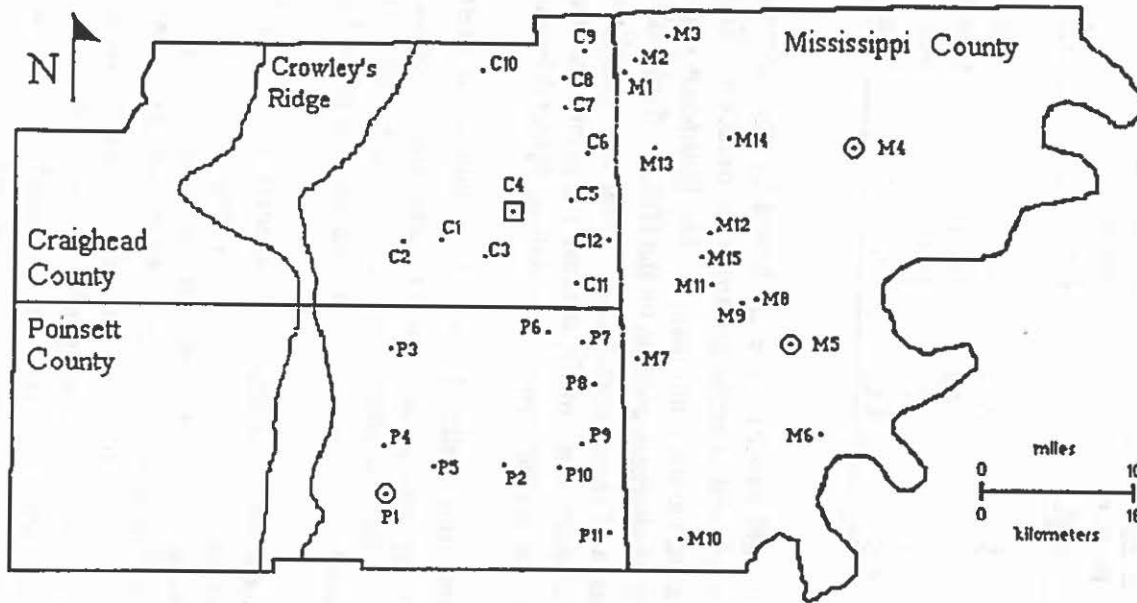 N
Crowley's
Ridge
Mississippi County
Craighead
County
Poinsett
County
C9
C10
C8
C7
C6
C4
C5
C1
C2
C3
C12
C11
M3
M2
M1
M14
M13
M4
M12
M15
M11
M8
M9
M5
M7
M6
M10
P6
P7
P3
P8
P4
P9
P5
P2
P10
P1
P11
miles
0 10
0 16
kilometers